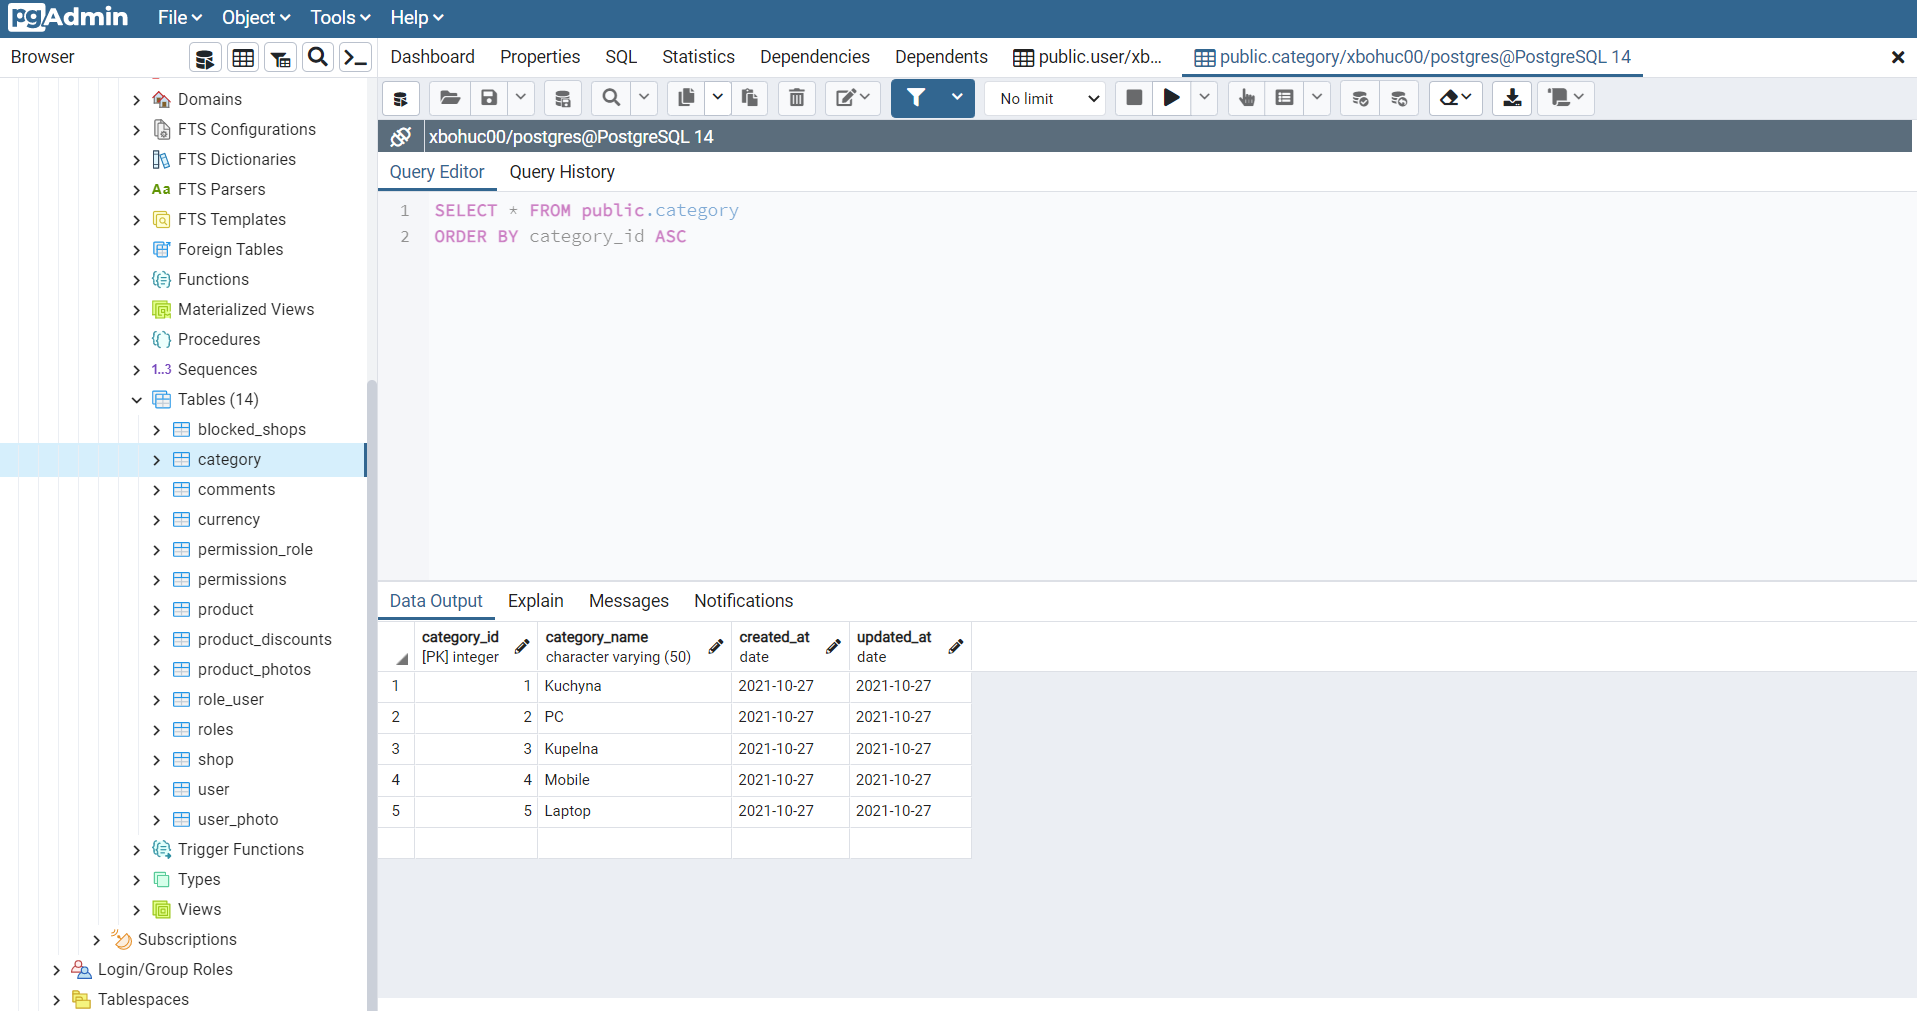 pgAdmin File Object Tools Help
Browser
Dashboard Properties SQL Statistics Dependencies Dependents public.user/xb... public.category/xbohuc00/postgres@PostgreSQL 14
No limit
xbohuc00/postgres@PostgreSQL 14
Query Editor Query History
1 SELECT * FROM public.category
2 ORDER BY category_id ASC
Domains
FTS Configurations
FTS Dictionaries
Aa FTS Parsers
FTS Templates
Foreign Tables
Functions
Materialized Views
Procedures
1..3 Sequences
Tables (14)
blocked_shops
category
comments
currency
permission_role
permissions
product
product_discounts
product_photos
role_user
roles
shop
user
user_photo
Trigger Functions
Types
Views
Subscriptions
Login/Group Roles
Tablespaces
Data Output Explain Messages Notifications
category_id category_name created_at updated_at
[PK] integer character varying (50) date date
1 1 Kuchyna 2021-10-27 2021-10-27
2 2 PC 2021-10-27 2021-10-27
3 3 Kupelna 2021-10-27 2021-10-27
4 4 Mobile 2021-10-27 2021-10-27
5 5 Laptop 2021-10-27 2021-10-27